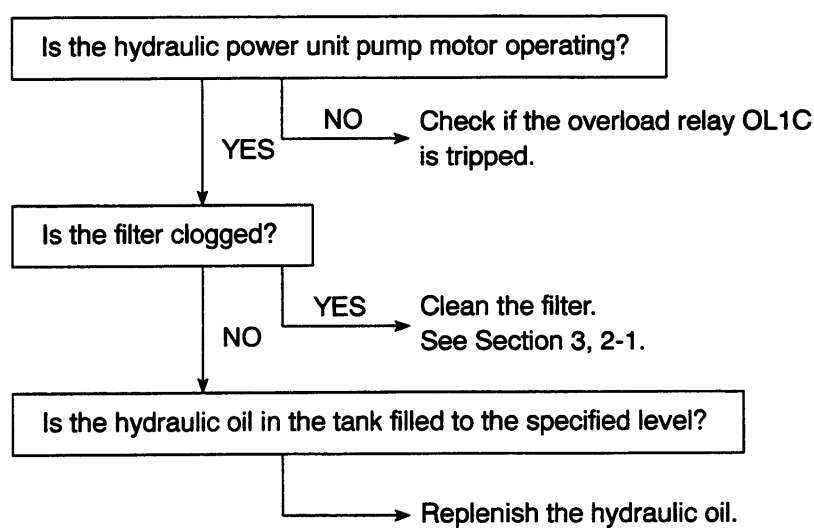 Is the hydraulic power unit pump motor operating?
NO
Check if the overload relay OL1C
is tripped.
YES
Is the filter clogged?
YES
Clean the filter.
See Section 3, 2-1.
NO
Is the hydraulic oil in the tank filled to the specified level?
Replenish the hydraulic oil.